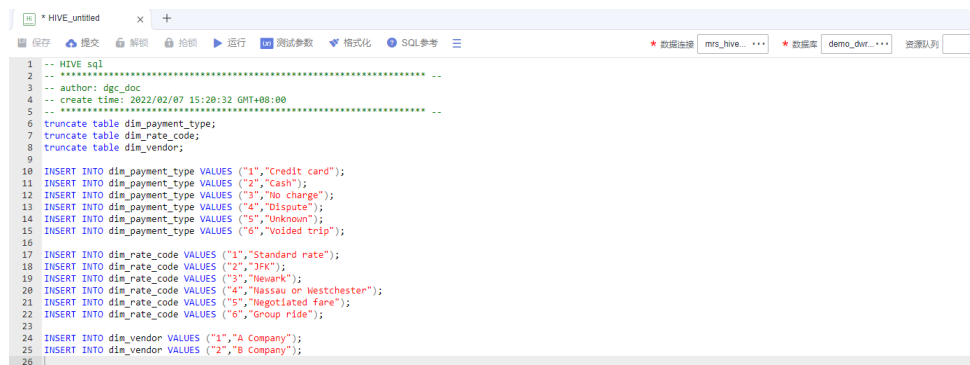 Hi * HIVE_untitled × +
保存 提交 解锁 抢锁 运行 (x) 测试参数 格式化 SQL参考 * 数据连接 mrs_hive... ··· * 数据库 demo_dwr... ··· 资源队列
1 -- HIVE sql
2 -- ******************************************************************** --
3 -- author: dgc_doc
4 -- create time: 2022/02/07 15:20:32 GMT+08:00
5 -- ******************************************************************** --
6 truncate table dim_payment_type;
7 truncate table dim_rate_code;
8 truncate table dim_vendor;
9
10 INSERT INTO dim_payment_type VALUES ("1","Credit card");
11 INSERT INTO dim_payment_type VALUES ("2","Cash");
12 INSERT INTO dim_payment_type VALUES ("3","No charge");
13 INSERT INTO dim_payment_type VALUES ("4","Dispute");
14 INSERT INTO dim_payment_type VALUES ("5","Unknown");
15 INSERT INTO dim_payment_type VALUES ("6","Voided trip");
16
17 INSERT INTO dim_rate_code VALUES ("1","Standard rate");
18 INSERT INTO dim_rate_code VALUES ("2","JFK");
19 INSERT INTO dim_rate_code VALUES ("3","Newark");
20 INSERT INTO dim_rate_code VALUES ("4","Nassau or Westchester");
21 INSERT INTO dim_rate_code VALUES ("5","Negotiated fare");
22 INSERT INTO dim_rate_code VALUES ("6","Group ride");
23
24 INSERT INTO dim_vendor VALUES ("1","A Company");
25 INSERT INTO dim_vendor VALUES ("2","B Company");
26